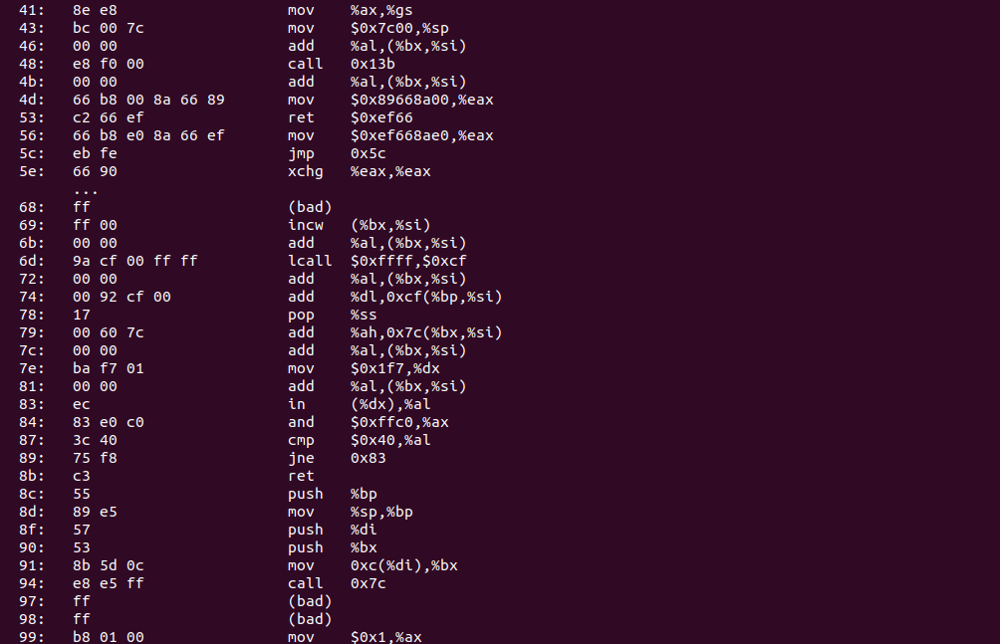 41: 8e e8 mov %ax,%gs
43: bc 00 7c mov $0x7c00,%sp
46: 00 00 add %al,(%bx,%si)
48: e8 f0 00 call 0x13b
4b: 00 00 add %al,(%bx,%si)
4d: 66 b8 00 8a 66 89 mov $0x89668a00,%eax
53: c2 66 ef ret $0xef66
56: 66 b8 e0 8a 66 ef mov $0xef668ae0,%eax
5c: eb fe jmp 0x5c
5e: 66 90 xchg %eax,%eax
...
68: ff (bad)
69: ff 00 incw (%bx,%si)
6b: 00 00 add %al,(%bx,%si)
6d: 9a cf 00 ff ff lcall $0xffff,$0xcf
72: 00 00 add %al,(%bx,%si)
74: 00 92 cf 00 add %dl,0xcf(%bp,%si)
78: 17 pop %ss
79: 00 60 7c add %ah,0x7c(%bx,%si)
7c: 00 00 add %al,(%bx,%si)
7e: ba f7 01 mov $0x1f7,%dx
81: 00 00 add %al,(%bx,%si)
83: ec in (%dx),%al
84: 83 e0 c0 and $0xffc0,%ax
87: 3c 40 cmp $0x40,%al
89: 75 f8 jne 0x83
8b: c3 ret
8c: 55 push %bp
8d: 89 e5 mov %sp,%bp
8f: 57 push %di
90: 53 push %bx
91: 8b 5d 0c mov 0xc(%di),%bx
94: e8 e5 ff call 0x7c
97: ff (bad)
98: ff (bad)
99: b8 01 00 mov $0x1,%ax